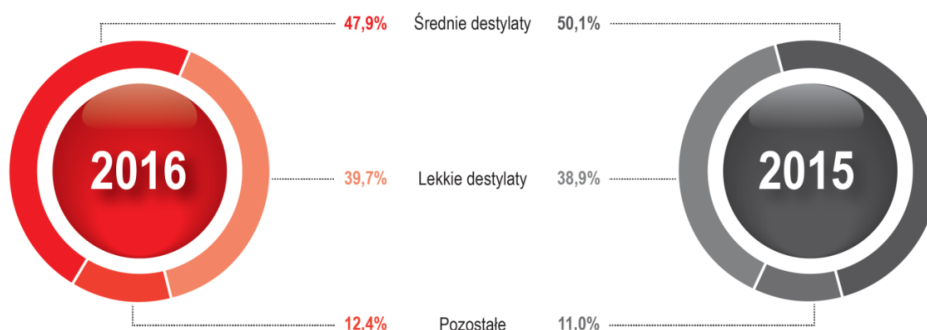 47,9% Średnie destylaty 50,1%
2016
39,7% Lekkie destylaty 38,9%
2015
12.4% Pozostałe 11.0%